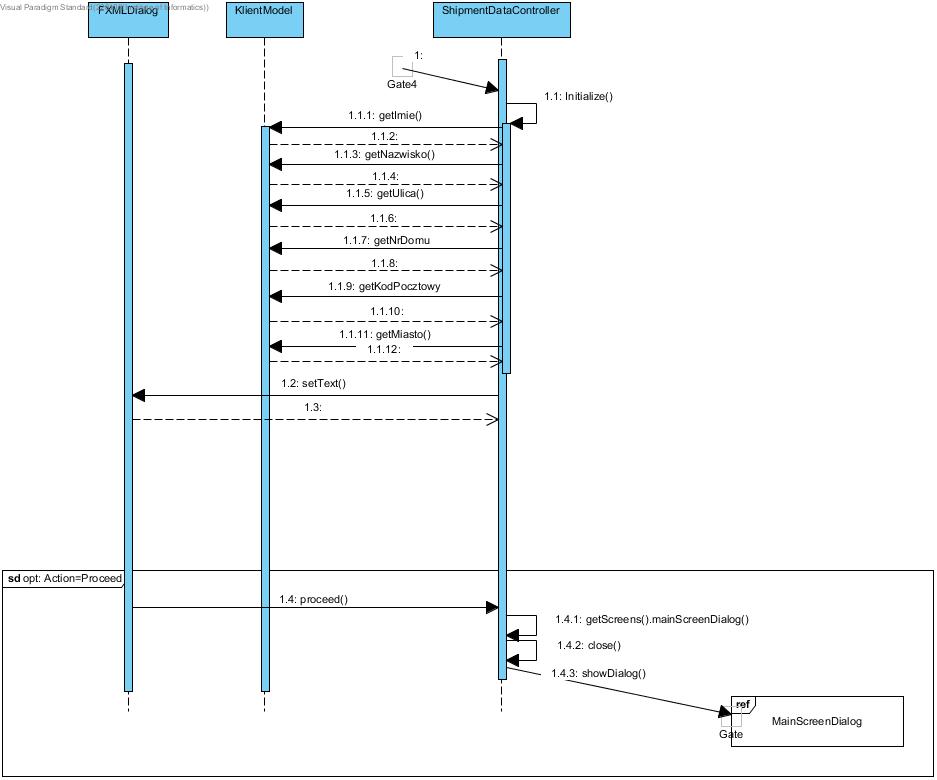 Visual Paradigm Standard
FXMLDialog
KlientModel
ShipmentDataController
1:
Gate4
1.1: Initialize()
1.1.1: getImie()
1.1.2:
1.1.3: getNazwisko()
1.1.4:
1.1.5: getUlica()
1.1.6:
1.1.7: getNrDomu
1.1.8:
1.1.9: getKodPocztowy
1.1.10:
1.1.11: getMiasto()
1.1.12:
1.2: setText()
1.3:
sd opt: Action=Proceed
1.4: proceed()
1.4.1: getScreens().mainScreenDialog()
1.4.2: close()
1.4.3: showDialog()
ref
MainScreenDialog
Gate